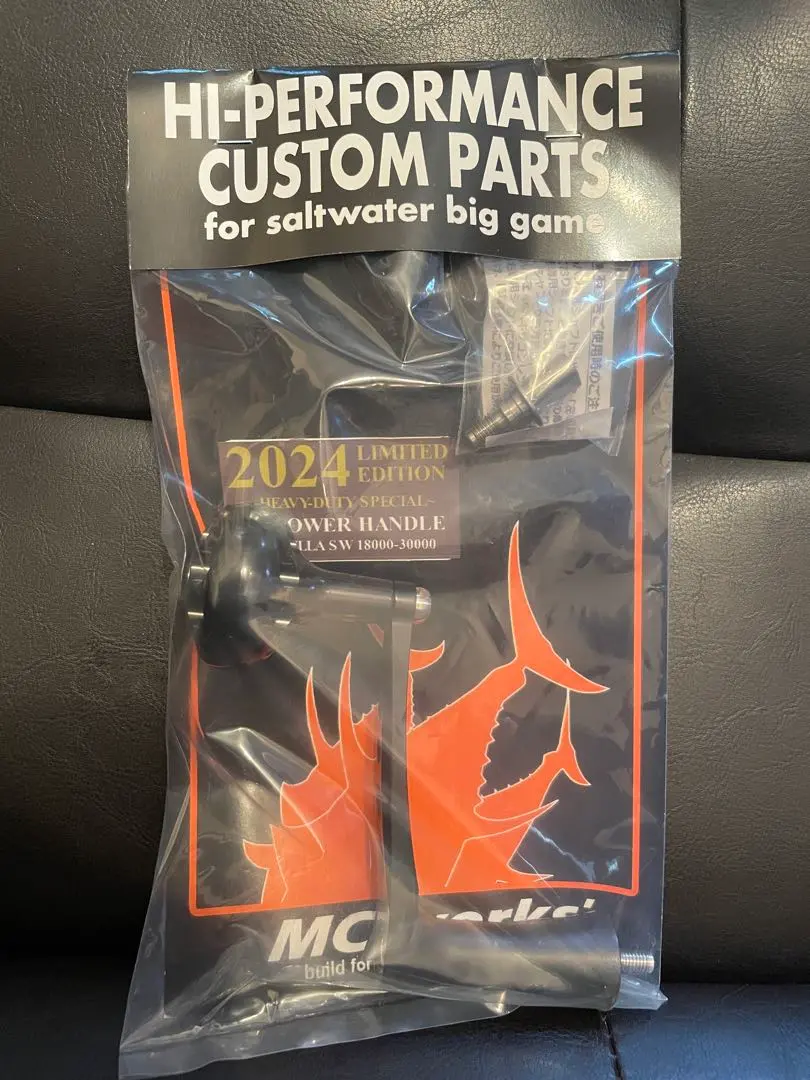 HI-PERFORMANCE
CUSTOM PARTS
for saltwater big game
2024 LIMITED
EDITION
HEAVY-DUTY SPECIAL~
OWER HANDLE
LLA SW 18000-30000
MC works'
build for